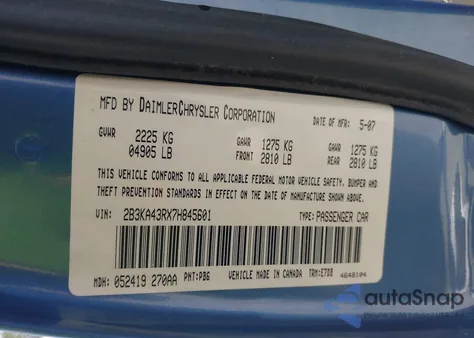 MFD BY DAIMLERCHRYSLER CORPORATION DATE OF MFR: 5-07
GVWR 2225 KG 04905 LB GAWR FRONT 1275 KG 2810 LB GAWR REAR 1275 KG 2810 LB
THIS VEHICLE CONFORMS TO ALL APPLICABLE FEDERAL MOTOR VEHICLE SAFETY, BUMPER AND
THEFT PREVENTION STANDARDS IN EFFECT ON THE DATE OF MANUFACTURE SHOWN ABOVE.
VIN: 2B3KA43RX7H845601 TYPE: PASSENGER CAR
MDH: 052419 270AA PNT: PB6 VEHICLE MADE IN CANADA TRM: E7DB 4648104
autoSnap